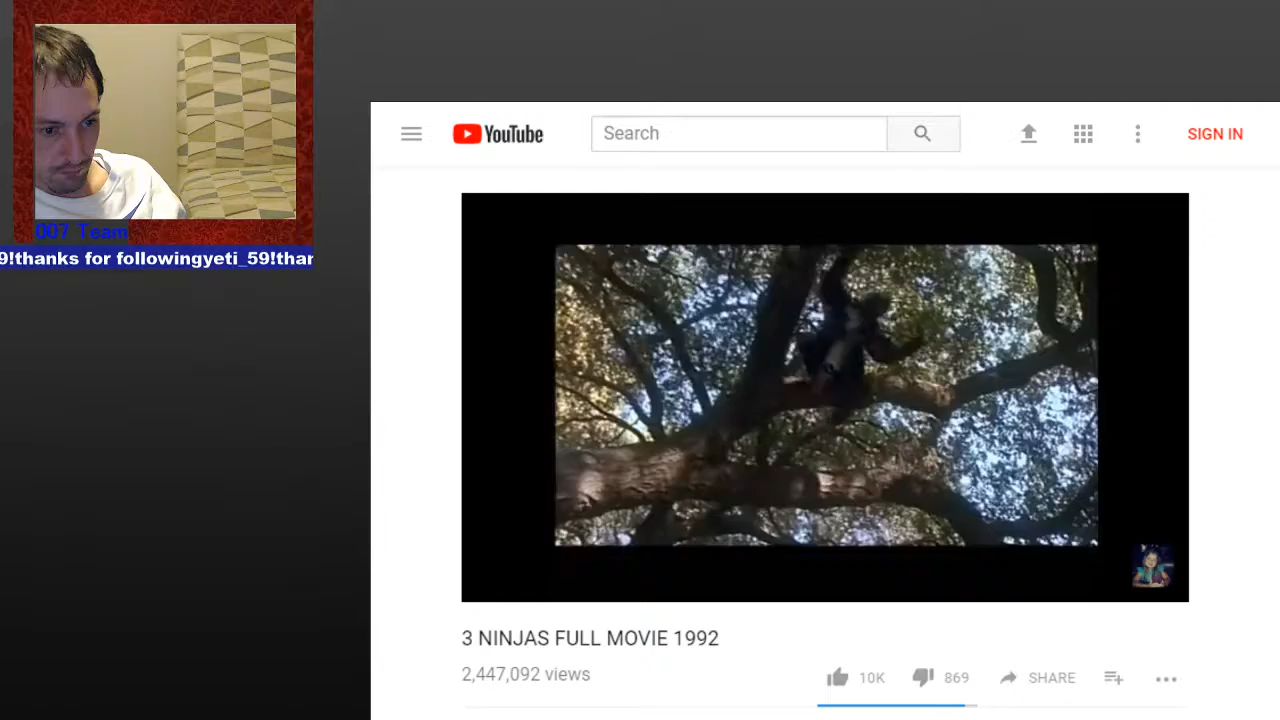 YouTube
Search
SIGN IN
007 Team
9!thanks for followingyeti_59!thar
3 NINJAS FULL MOVIE 1992
2,447,092 views
10K
869
SHARE